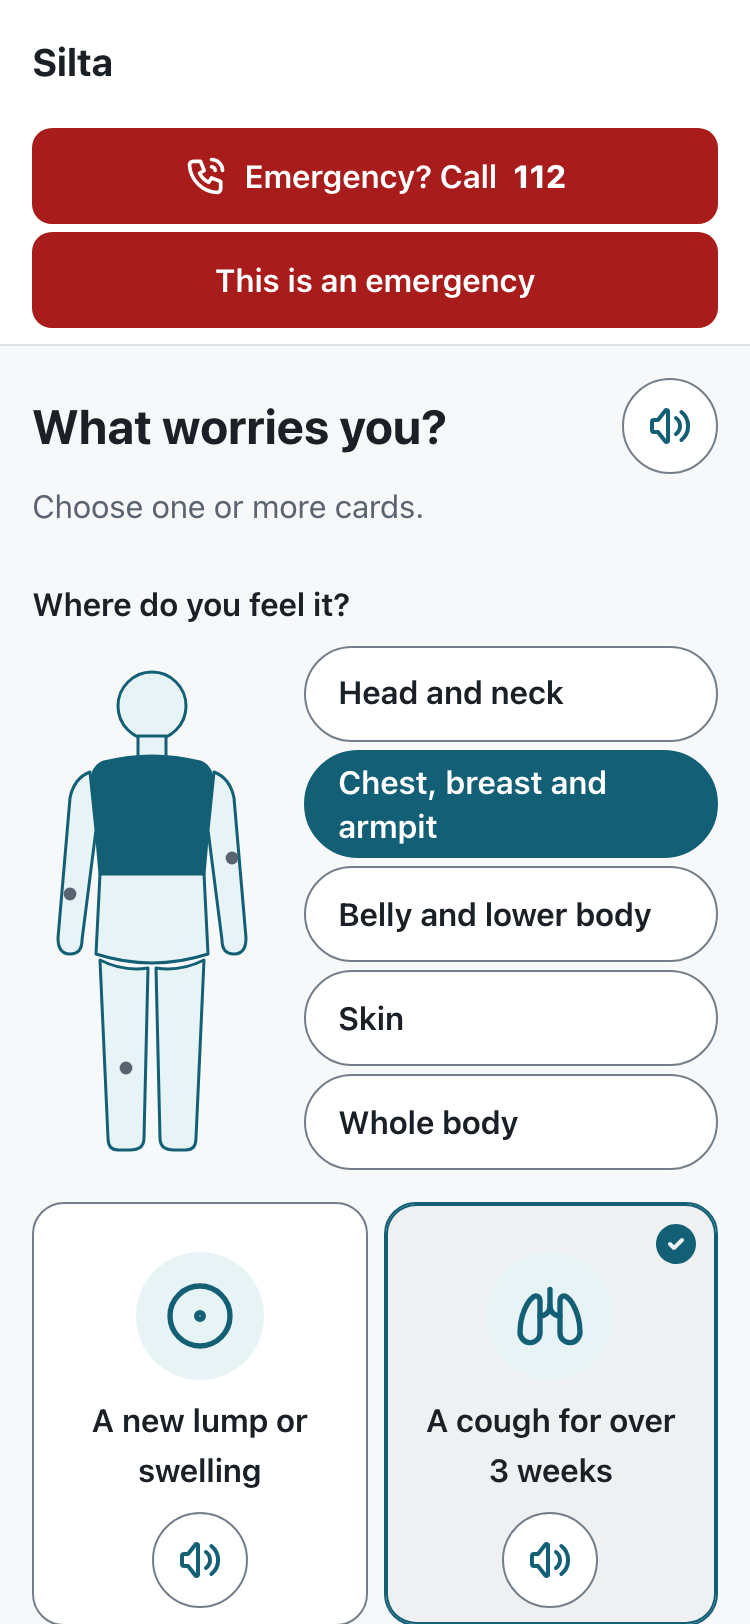 Silta
Emergency? Call 112
This is an emergency
What worries you?
Choose one or more cards.
Where do you feel it?
Head and neck
Chest, breast and
armpit
Belly and lower body
Skin
Whole body
A new lump or
swelling
A cough for over
3 weeks